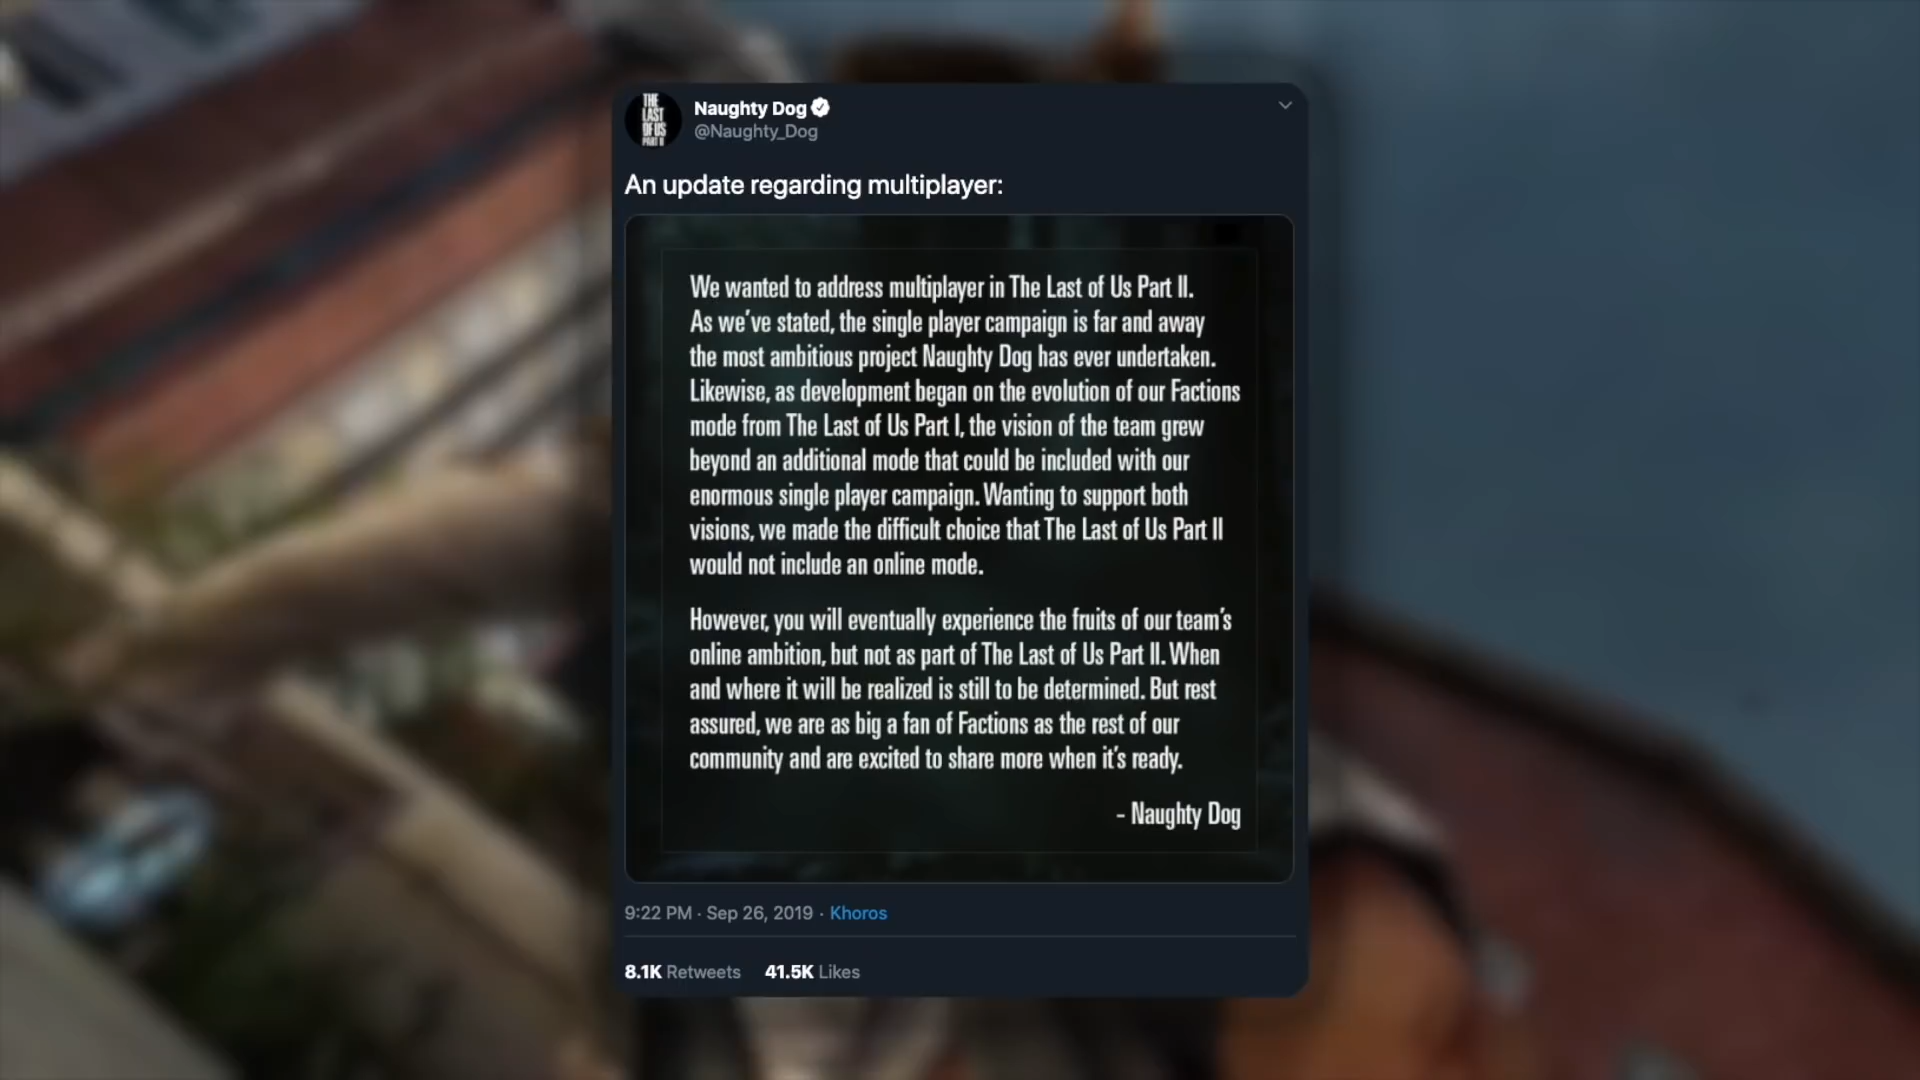 THE
LAST
OF US
PART II
Naughty Dog
@Naughty_Dog
An update regarding multiplayer:
We wanted to address multiplayer in The Last of Us Part II.
As we've stated, the single player campaign is far and away
the most ambitious project Naughty Dog has ever undertaken.
Likewise, as development began on the evolution of our Factions
mode from The Last of Us Part I, the vision of the team grew
beyond an additional mode that could be included with our
enormous single player campaign. Wanting to support both
visions, we made the difficult choice that The Last of Us Part II
would not include an online mode.
However, you will eventually experience the fruits of our team's
online ambition, but not as part of The Last of Us Part II. When
and where it will be realized is still to be determined. But rest
assured, we are as big a fan of Factions as the rest of our
community and are excited to share more when it's ready.
- Naughty Dog
9:22 PM · Sep 26, 2019 · Khoros
8.1K Retweets 41.5K Likes